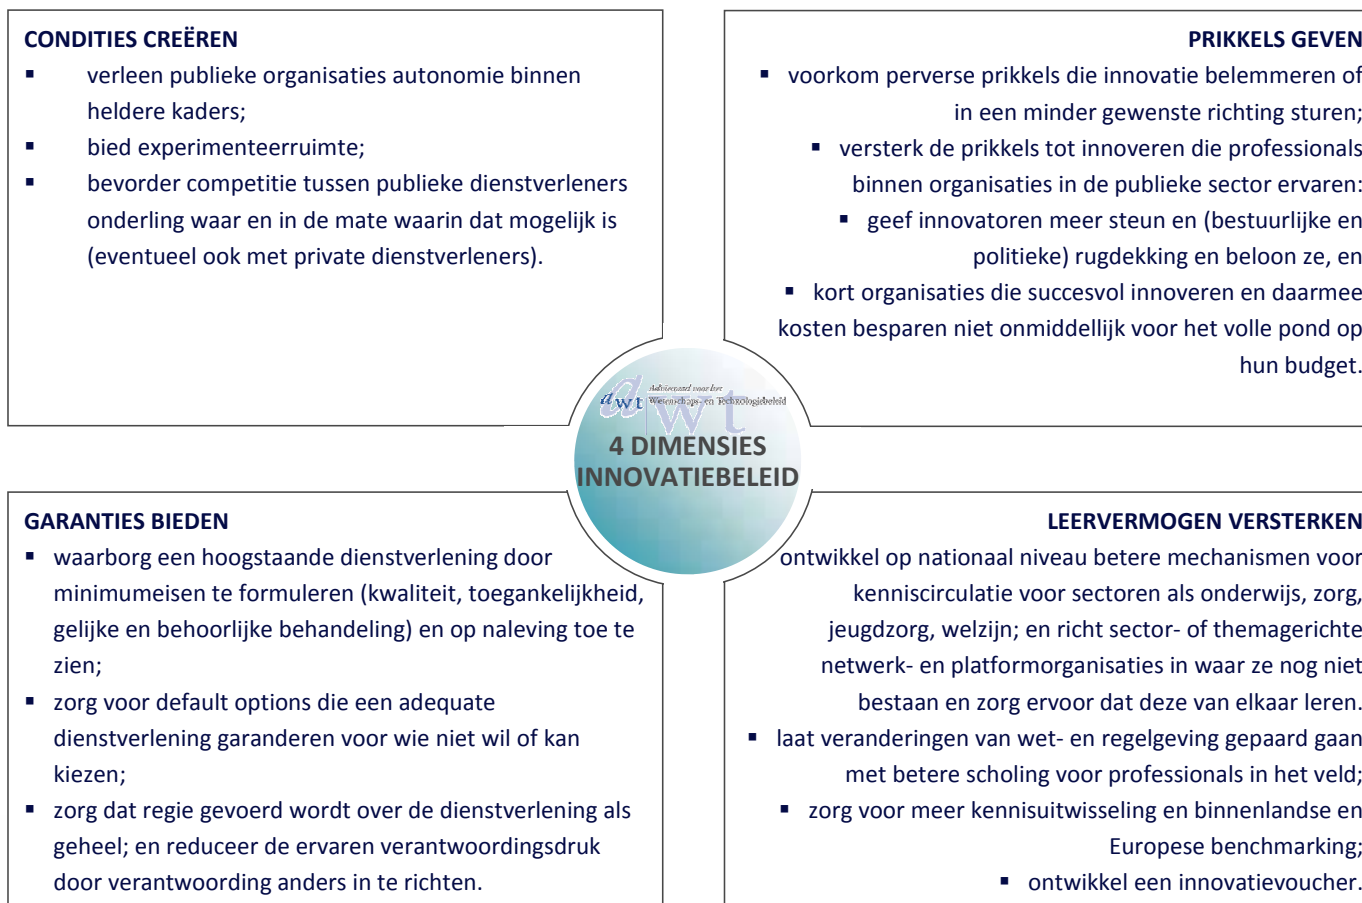 CONDITIES CREËREN
▪ verleen publieke organisaties autonomie binnen
heldere kaders;
▪ bied experimenteerruimte;
▪ bevorder competitie tussen publieke dienstverleners
onderling waar en in de mate waarin dat mogelijk is
(eventueel ook met private dienstverleners).
PRIKKELS GEVEN
▪ voorkom perverse prikkels die innovatie belemmeren of
in een minder gewenste richting sturen;
▪ versterk de prikkels tot innoveren die professionals
binnen organisaties in de publieke sector ervaren:
▪ geef innovatoren meer steun en (bestuurlijke en
politieke) rugdekking en beloon ze, en
▪ kort organisaties die succesvol innoveren en daarmee
kosten besparen niet onmiddellijk voor het volle pond op
hun budget.
awt
Adviesraad voor het
Wetenschaps- en Technologiebeleid
4 DIMENSIES
INNOVATIEBELEID
GARANTIES BIEDEN
▪ waarborg een hoogstaande dienstverlening door
minimumeisen te formuleren (kwaliteit, toegankelijkheid,
gelijke en behoorlijke behandeling) en op naleving toe te
zien;
▪ zorg voor default options die een adequate
dienstverlening garanderen voor wie niet wil of kan
kiezen;
▪ zorg dat regie gevoerd wordt over de dienstverlening als
geheel; en reduceer de ervaren verantwoordingsdruk
door verantwoording anders in te richten.
LEERVERMOGEN VERSTERKEN
ontwikkel op nationaal niveau betere mechanismen voor
kenniscirculatie voor sectoren als onderwijs, zorg,
jeugdzorg, welzijn; en richt sector- of themagerichte
netwerk- en platformorganisaties in waar ze nog niet
bestaan en zorg ervoor dat deze van elkaar leren.
▪ laat veranderingen van wet- en regelgeving gepaard gaan
met betere scholing voor professionals in het veld;
▪ zorg voor meer kennisuitwisseling en binnenlandse en
Europese benchmarking;
▪ ontwikkel een innovatievoucher.